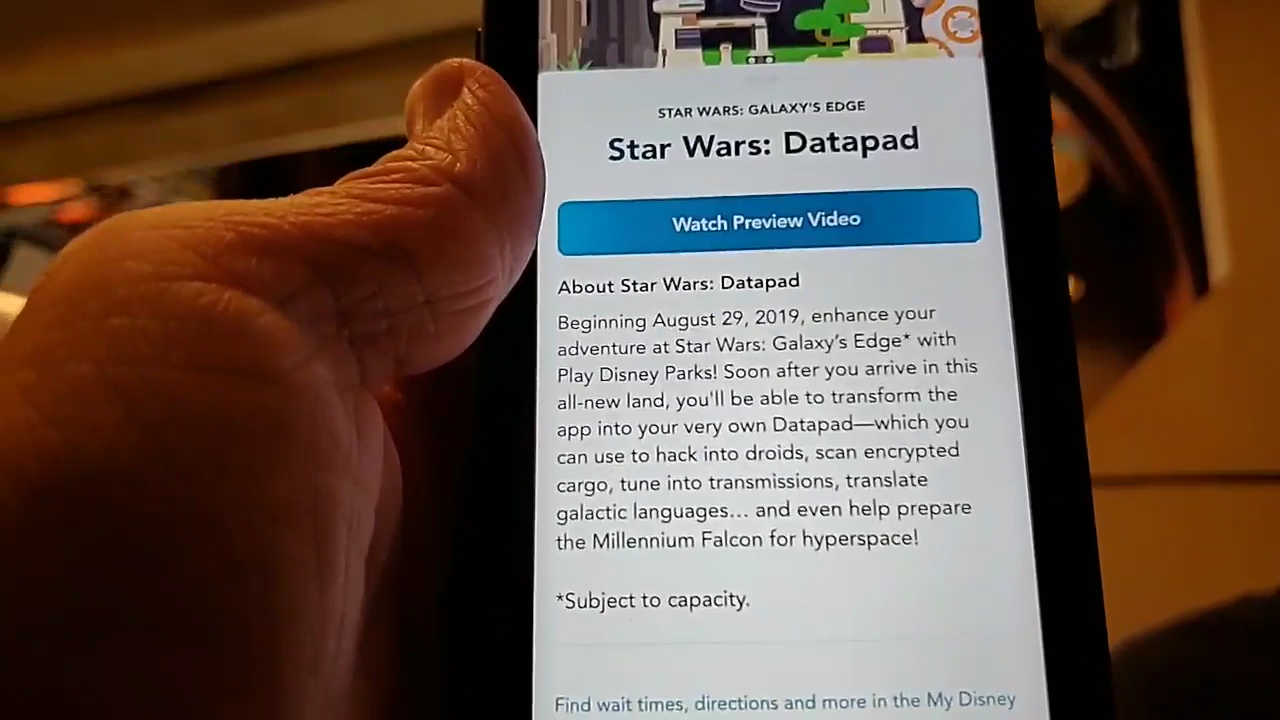 STAR WARS: GALAXY'S EDGE
Star Wars: Datapad
Watch Preview Video
About Star Wars: Datapad
Beginning August 29, 2019, enhance your
adventure at Star Wars: Galaxy's Edge* with
Play Disney Parks! Soon after you arrive in this
all-new land, you'll be able to transform the
app into your very own Datapad—which you
can use to hack into droids, scan encrypted
cargo, tune into transmissions, translate
galactic languages... and even help prepare
the Millennium Falcon for hyperspace!
*Subject to capacity.
Find wait times, directions and more in the My Disney